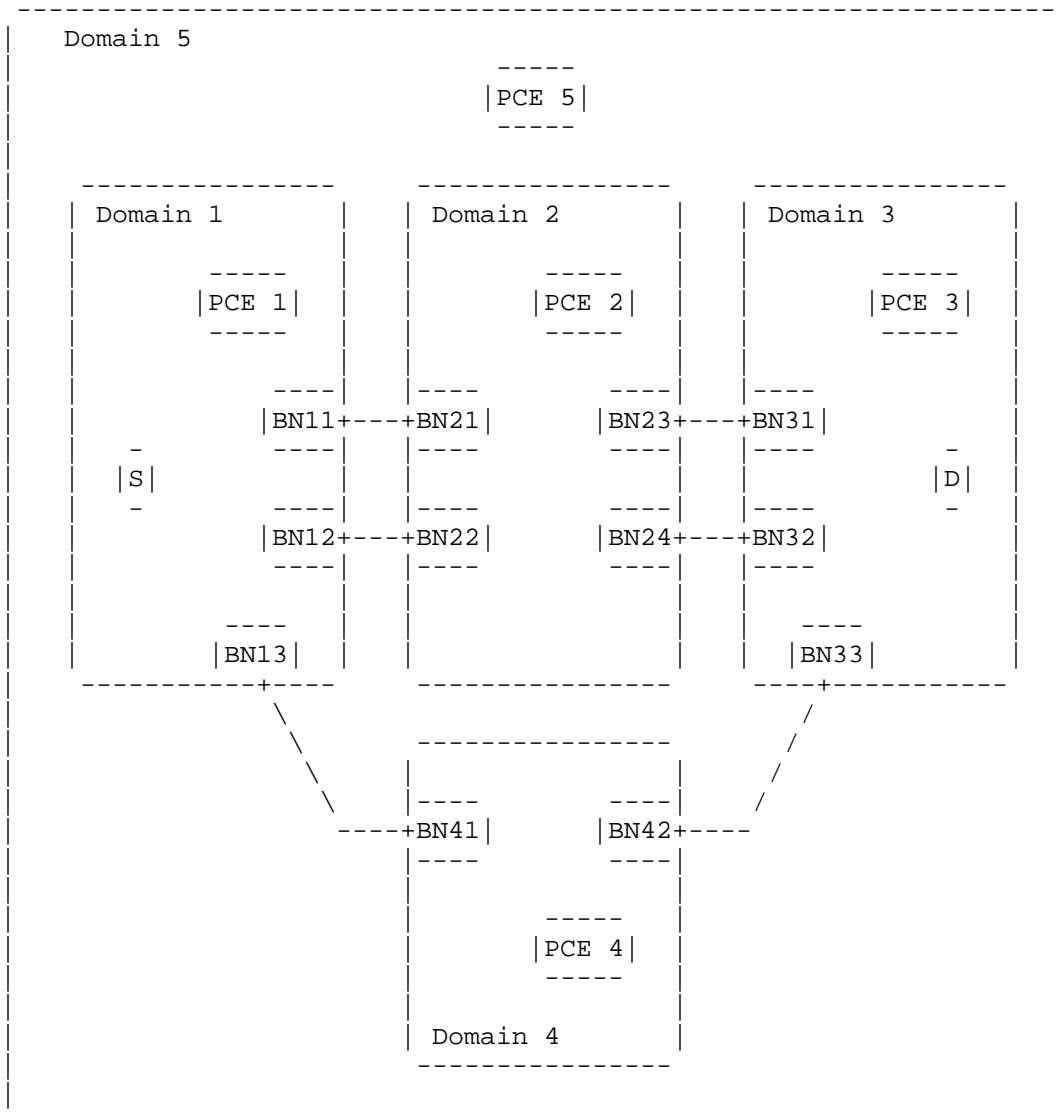 Domain 5
PCE 5
Domain 1 Domain 2 Domain 3
PCE 1 PCE 2 PCE 3
BN11 BN21 BN23 BN31
S D
BN12 BN22 BN24 BN32
BN13 BN33
BN41 BN42
PCE 4
Domain 4